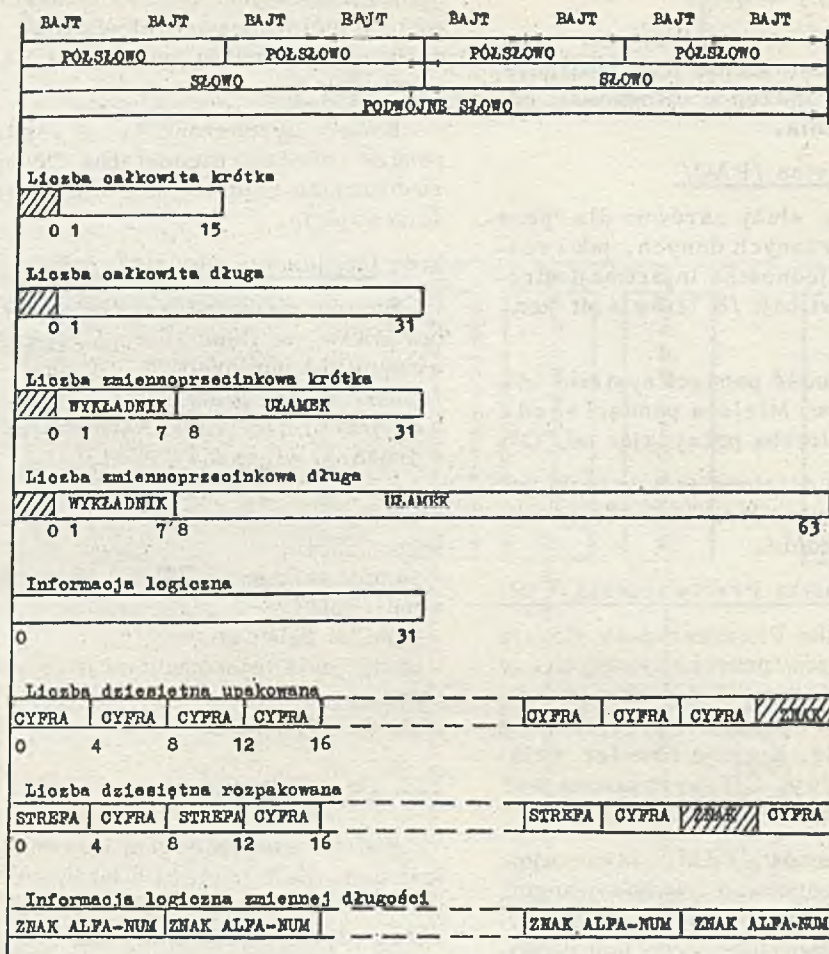 BAJT BAJT BAJT BAJT BAJT BAJT BAJT BAJT
PÓŁSŁOWO PÓŁSŁOWO PÓŁSŁOWO PÓŁSŁOWO
SŁOWO SŁOWO
PODWÓJNE SŁOWO
Liczba całkowita krótka
0 1 15
Liczba całkowita długa
0 1 31
Liczba zmiennoprzecinkowa krótka
WYKŁADNIK UŁAMEK
0 1 7 8 31
Liczba zmiennoprzecinkowa długa
WYKŁADNIK UŁAMEK
0 1 7 8 63
Informacja logiczna
0 31
Liczba dziesiętna upakowana
CYFRA CYFRA CYFRA CYFRA CYFRA CYFRA CYFRA ZNAK
0 4 8 12 16
Liczba dziesiętna rozpakowana
STREFA CYFRA STREFA CYFRA STREFA CYFRA ZNAK CYFRA
0 4 8 12 16
Informacja logiczna zmiennej długości
ZNAK ALFA-NUM ZNAK ALFA-NUM ZNAK ALFA-NUM ZNAK ALFA-NUM